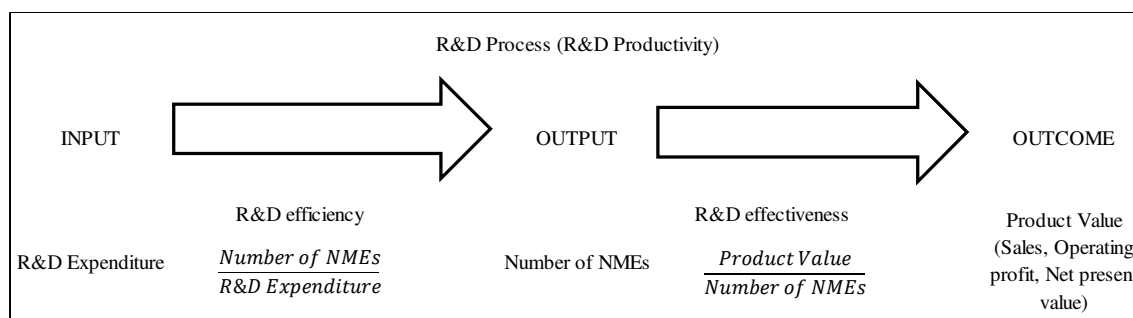 R&D Process (R&D Productivity)
INPUT
OUTPUT
OUTCOME
R&D efficiency
R&D effectiveness
R&D Expenditure
Number of NMEs
R&D Expenditure
Number of NMEs
Product Value
Number of NMEs
Product Value
(Sales, Operating
profit, Net present
value)